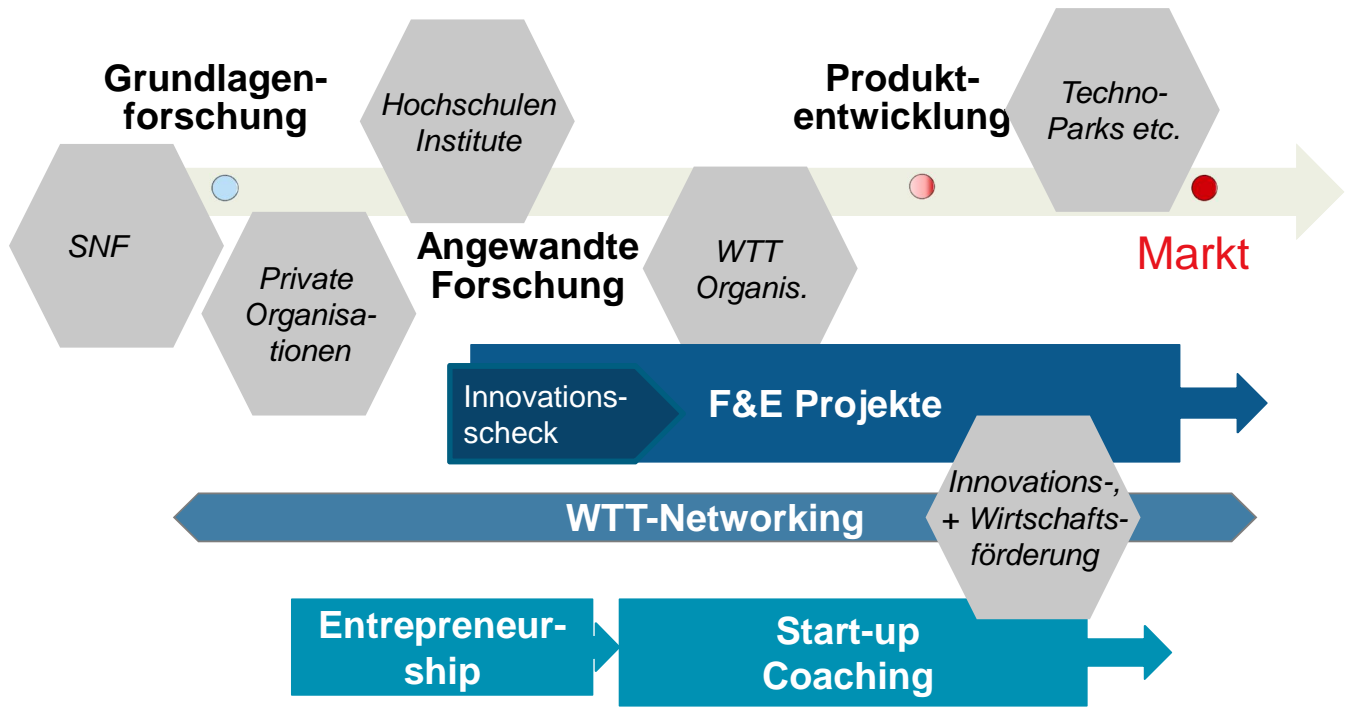 Grundlagen-
forschung
Hochschulen
Institute
Produkt-
entwicklung
Techno-
Parks etc.
SNF
Private
Organisa-
tionen
Angewandte
Forschung
WTT
Organis.
Markt
Innovations-
scheck
F&E Projekte
WTT-Networking
Innovations-,
+ Wirtschafts-
förderung
Entrepreneur-
ship
Start-up
Coaching